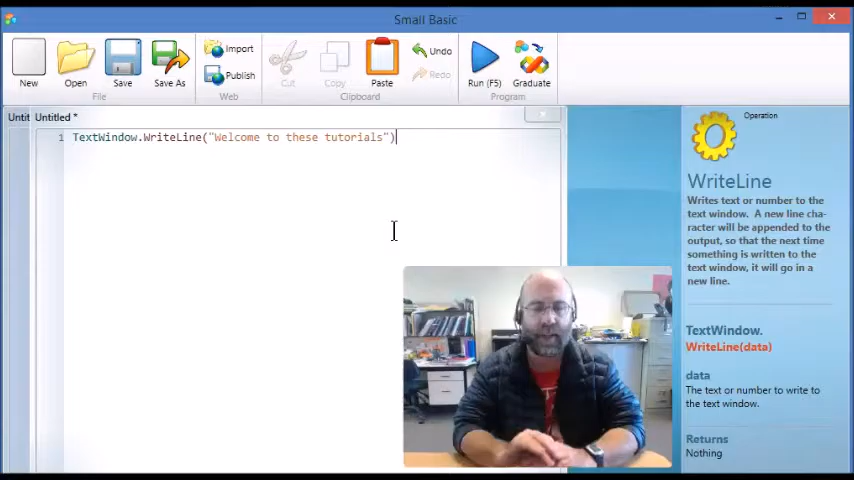 Small Basic
New
Open
Save
Save As
Import
Publish
Cut
Copy
Paste
Undo
Redo
Run (F5)
Graduate
File
Web
Clipboard
Program
Untit
Untitled *
1 TextWindow.WriteLine("Welcome to these tutorials")
Operation
WriteLine
Writes text or number to the
text window. A new line cha-
racter will be appended to the
output, so that the next time
something is written to the
text window, it will go in a
new line.
TextWindow.
WriteLine(data)
data
The text or number to write to
the text window.
Returns
Nothing